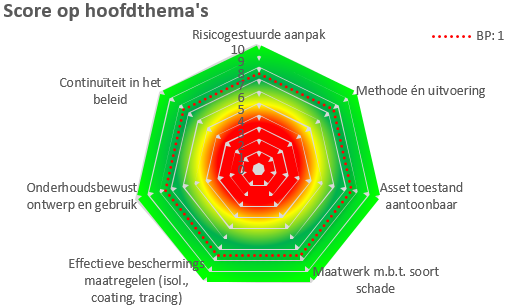 Score op hoofdthema's
Risicogestuurde aanpak
BP: 1
10
9
8
7
6
5
4
3
2
Continuïteit in het
beleid
Methode én uitvoering
Onderhoudsbewust
ontwerp en gebruik
Asset toestand
aantoonbaar
Effectieve beschermings
maatregelen (isol.,
coating, tracing)
Maatwerk m.b.t. soort
schade